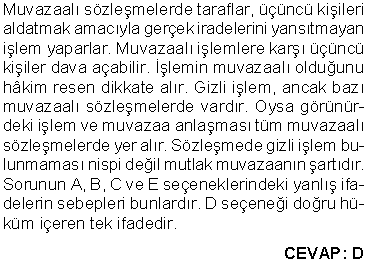 Muvazaalı sözleşmelerde taraflar, üçüncü kişileri
aldatmak amacıyla gerçek iradelerini yansıtmayan
işlem yaparlar. Muvazaalı işlemlere karşı üçüncü
kişiler dava açabilir. İşlemin muvazaalı olduğunu
hâkim resen dikkate alır. Gizli işlem, ancak bazı
muvazaalı sözleşmelerde vardır. Oysa görünür-
deki işlem ve muvazaa anlaşması tüm muvazaalı
sözleşmelerde yer alır. Sözleşmede gizli işlem bu-
lunmaması nispi değil mutlak muvazaanın şartıdır.
Sorunun A, B, C ve E seçeneklerindeki yanlış ifa-
delerin sebepleri bunlardır. D seçeneği doğru hü-
küm içeren tek ifadedir.
CEVAP: D